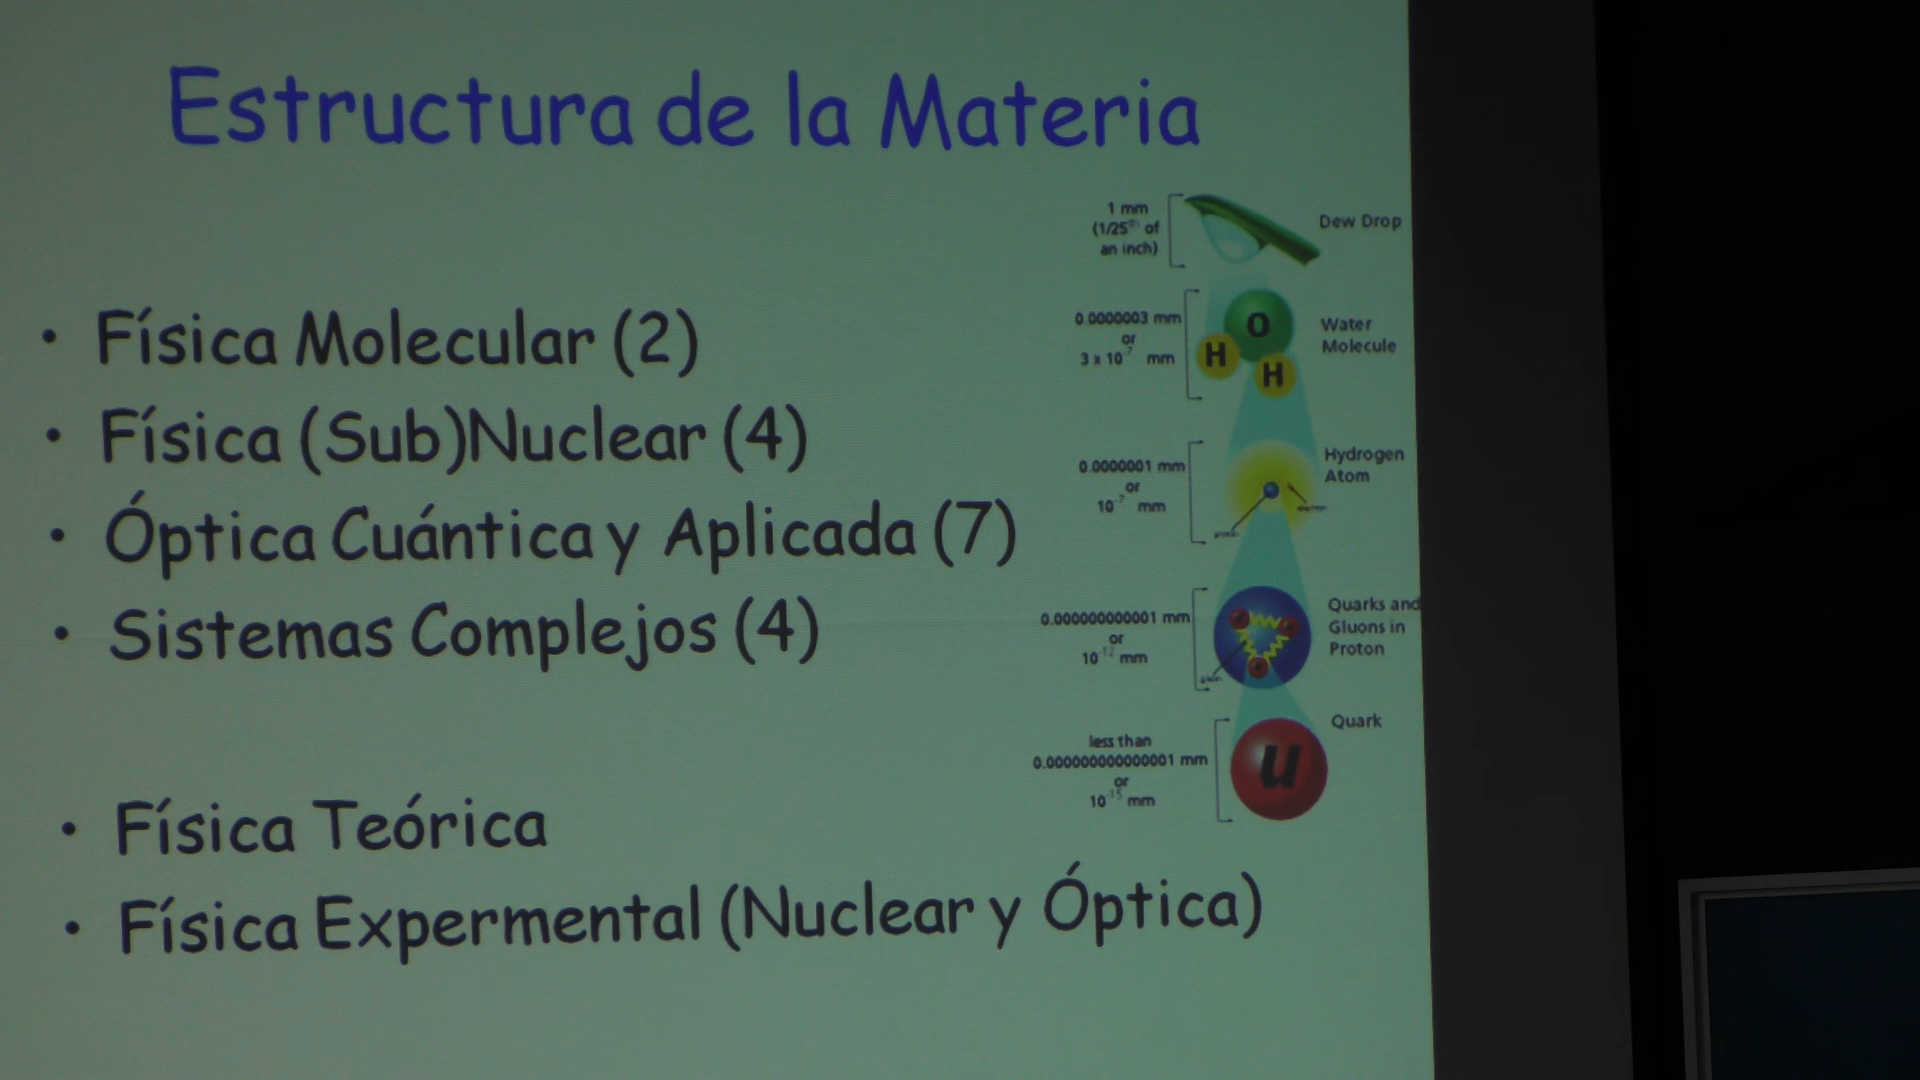 Estructura de la Materia
• Física Molecular (2)
• Física (Sub)Nuclear (4)
• Óptica Cuántica y Aplicada (7)
• Sistemas Complejos (4)
• Física Teórica
• Física Expermental (Nuclear y Óptica)
1 mm
(1/25th of
an inch)
Dew Drop
0.0000003 mm
or
3 x 10-7 mm
O
H
H
Water
Molecule
0.0000001 mm
or
10-7 mm
Hydrogen
Atom
0.000000000001 mm
or
10-12 mm
Quarks and
Gluons in
Proton
less than
0.000000000000001 mm
or
10-15 mm
u
Quark